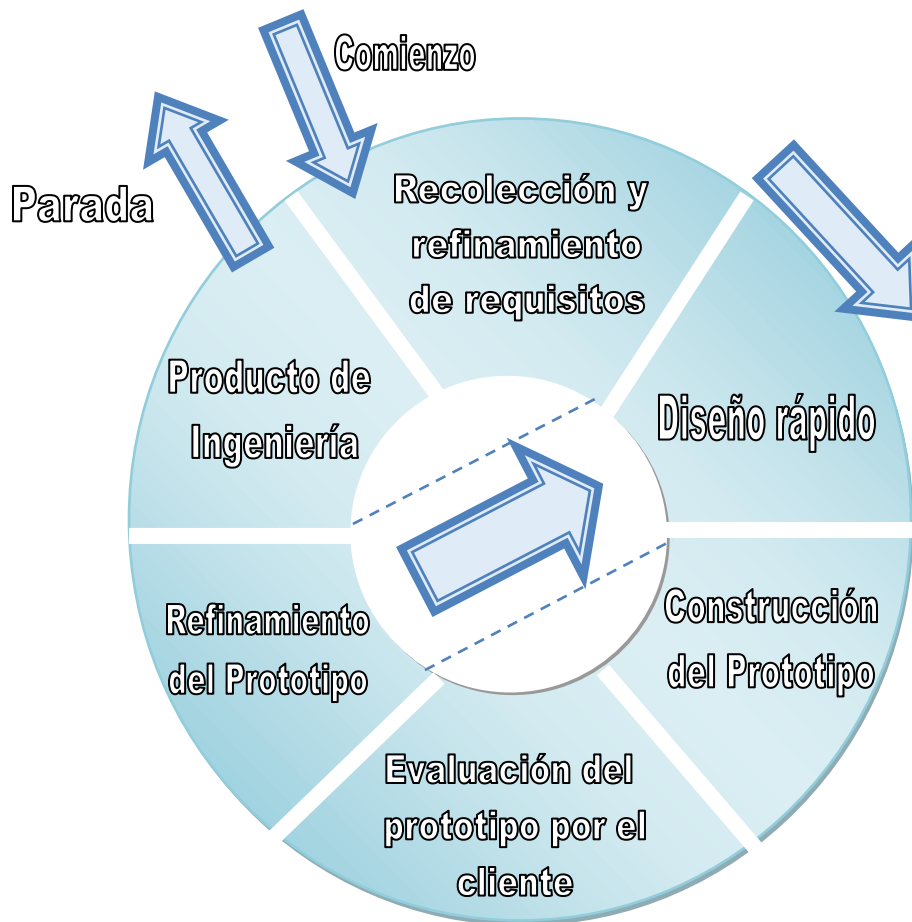 Comienzo
Parada
Recolección y
refinamiento
de requisitos
Diseño rápido
Construcción
del Prototipo
Evaluación del
prototipo por el
cliente
Refinamiento
del Prototipo
Producto de
Ingeniería